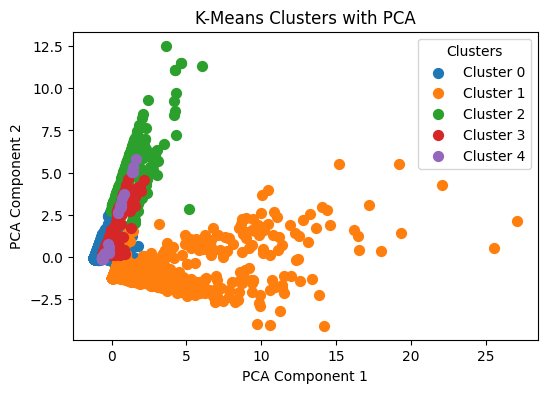 K-Means Clusters with PCA
Clusters
Cluster 0
Cluster 1
Cluster 2
Cluster 3
Cluster 4
PCA Component 2
12.5
10.0
7.5
5.0
2.5
0.0
−2.5
0
5
10
15
20
25
PCA Component 1